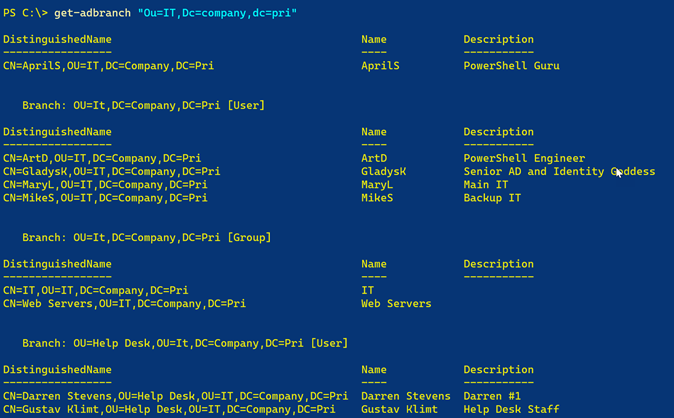 PS C:\> get-adbranch "Ou=IT,Dc=company,dc=pri"
DistinguishedName Name Description
----------------- ---- -----------
CN=AprilS,OU=IT,DC=Company,DC=Pri AprilS PowerShell Guru
Branch: OU=It,DC=Company,DC=Pri [User]
DistinguishedName Name Description
----------------- ---- -----------
CN=ArtD,OU=IT,DC=Company,DC=Pri ArtD PowerShell Engineer
CN=GladysK,OU=IT,DC=Company,DC=Pri GladysK Senior AD and Identity Goddess
CN=MaryL,OU=IT,DC=Company,DC=Pri MaryL Main IT
CN=MikeS,OU=IT,DC=Company,DC=Pri MikeS Backup IT
Branch: OU=It,DC=Company,DC=Pri [Group]
DistinguishedName Name Description
----------------- ---- -----------
CN=IT,OU=IT,DC=Company,DC=Pri IT
CN=Web Servers,OU=IT,DC=Company,DC=Pri Web Servers
Branch: OU=Help Desk,OU=It,DC=Company,DC=Pri [User]
DistinguishedName Name Description
----------------- ---- -----------
CN=Darren Stevens,OU=Help Desk,OU=IT,DC=Company,DC=Pri Darren Stevens Darren #1
CN=Gustav Klimt,OU=Help Desk,OU=IT,DC=Company,DC=Pri Gustav Klimt Help Desk Staff